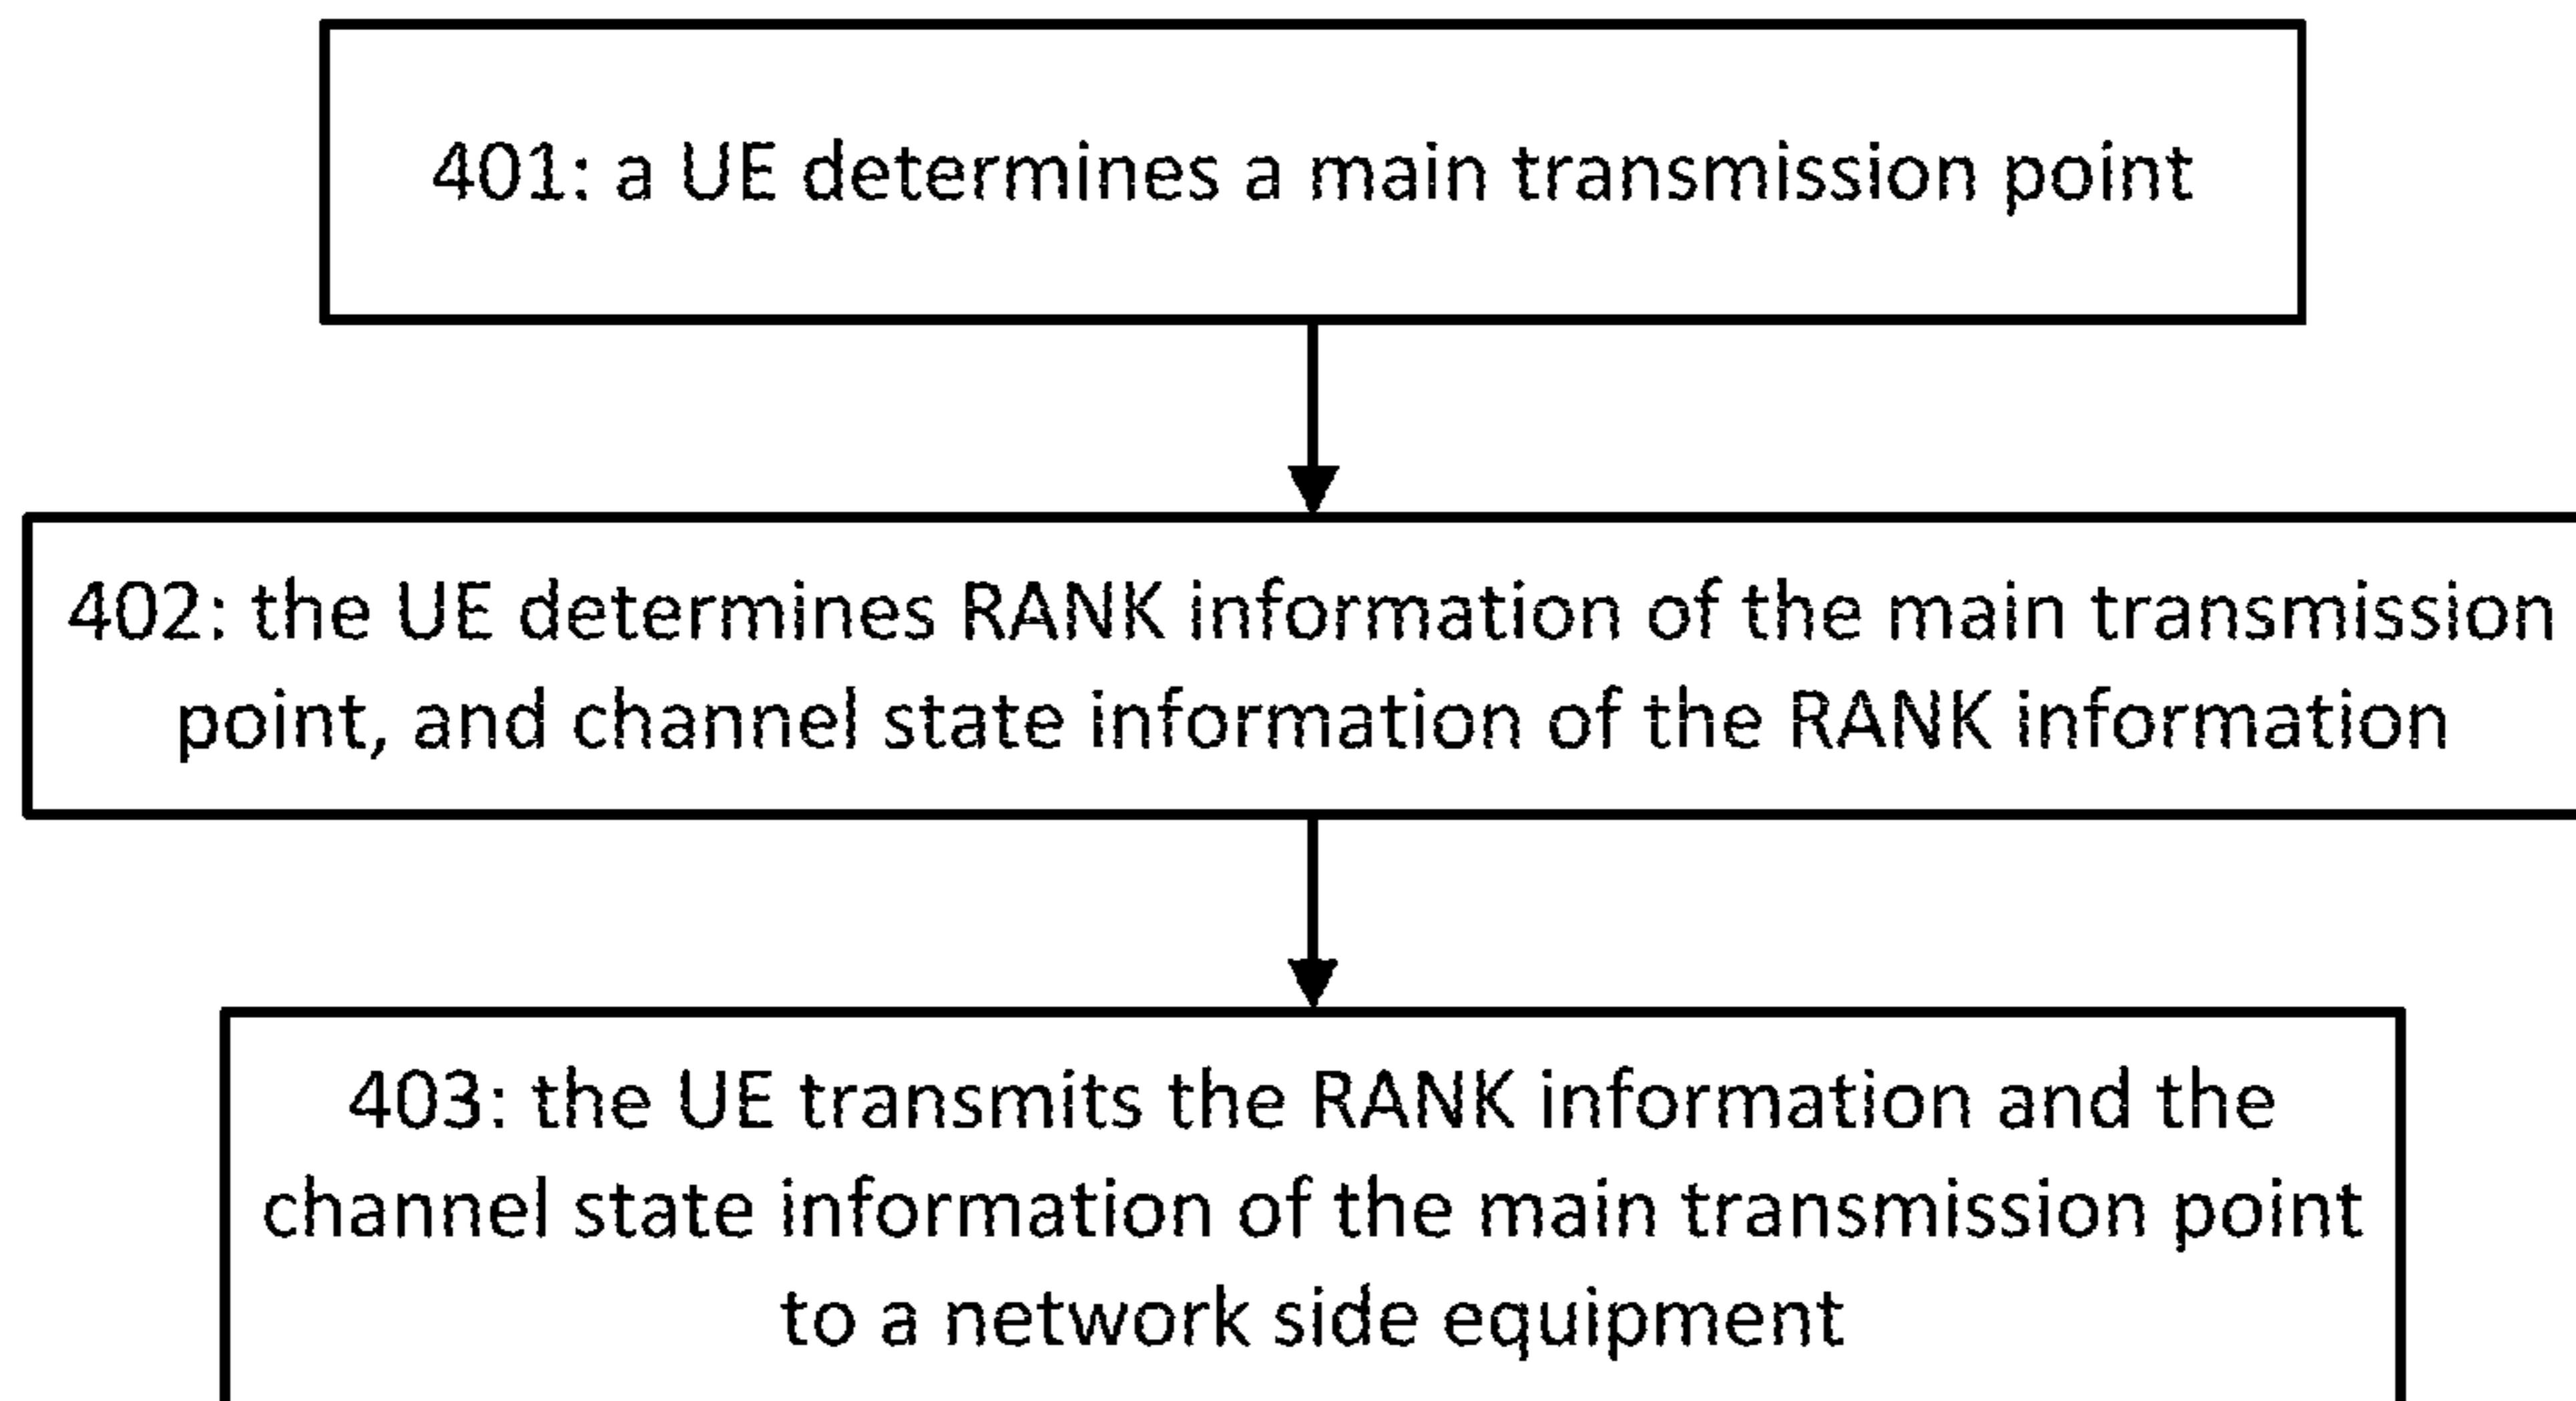 401: a UE determines a main transmission point
402: the UE determines RANK information of the main transmission
point, and channel state information of the RANK information
403: the UE transmits the RANK information and the
channel state information of the main transmission point
to a network side equipment